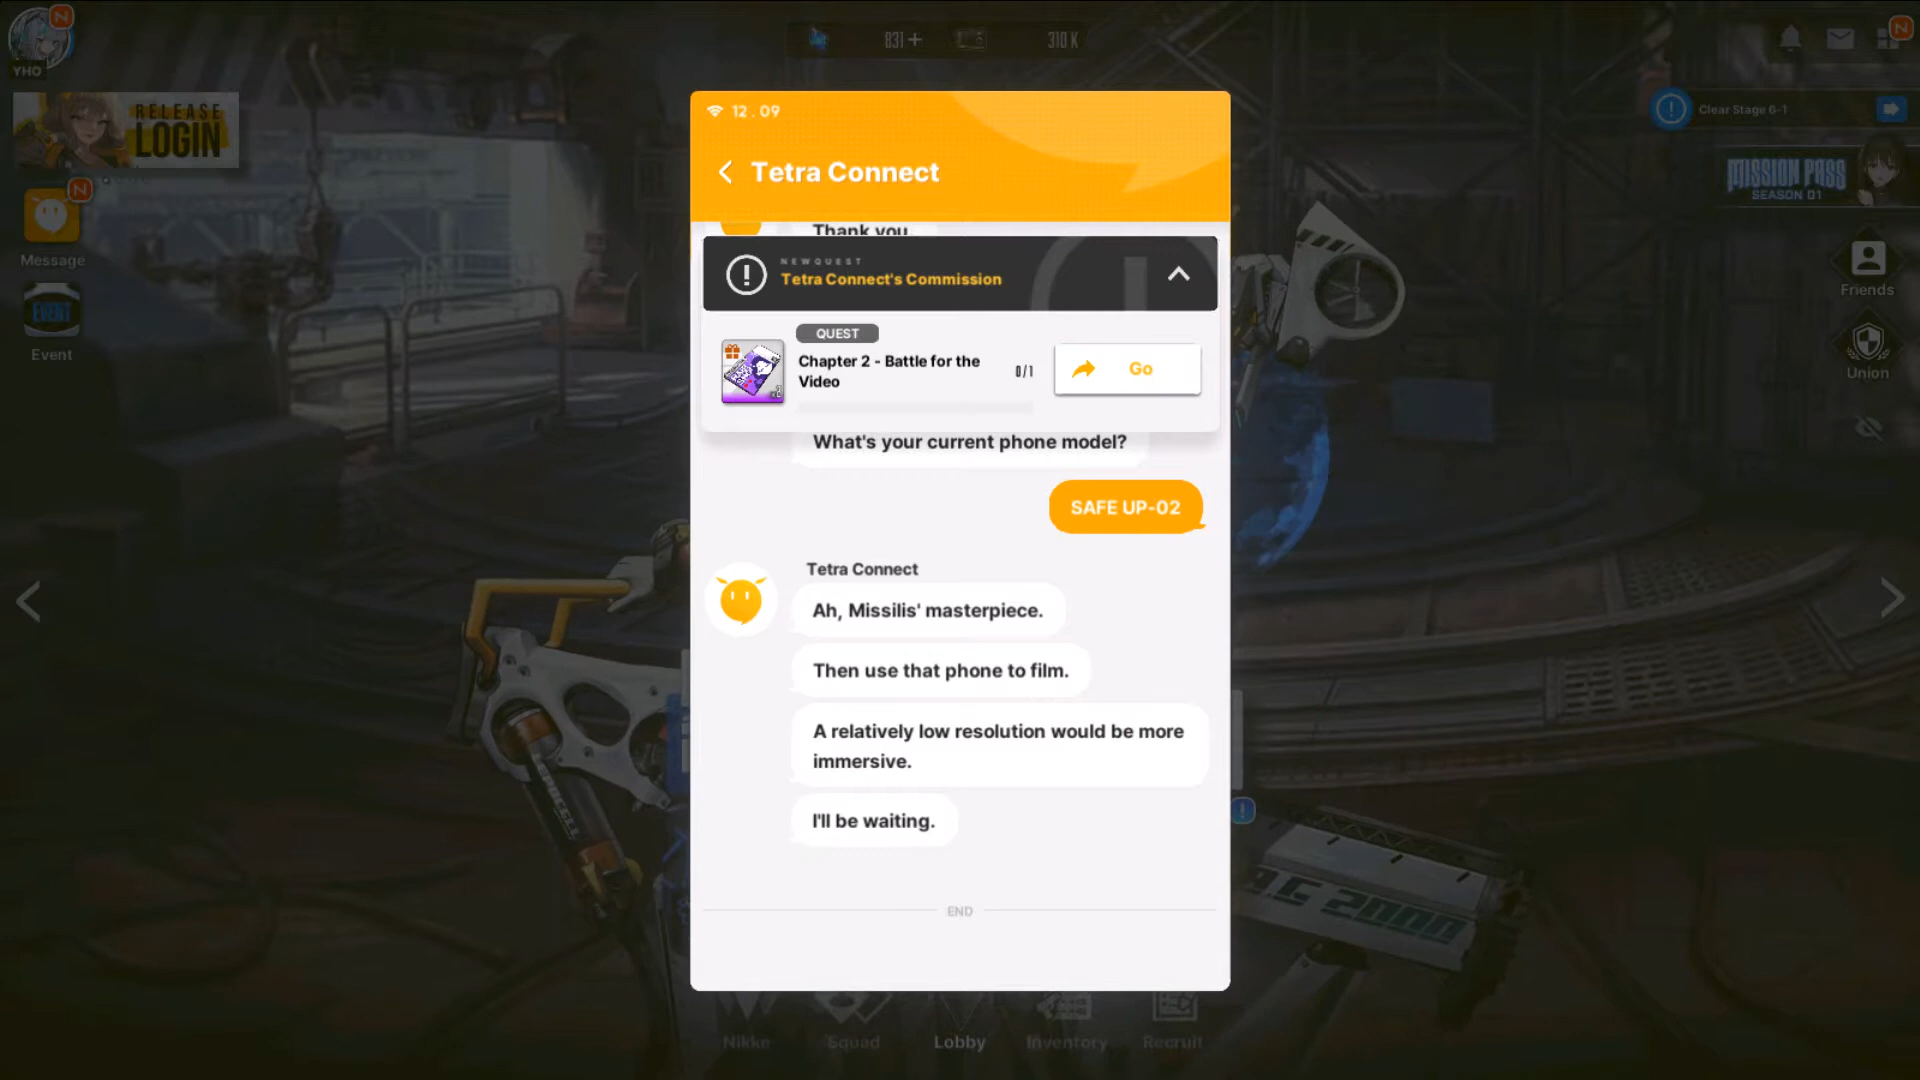 N
YHO
831+
310 K
N
RELEASE
LOGIN
Clear Stage 6-1
MISSION PASS
SEASON 01
N
Message
EVENT
Event
Friends
Union
12.09
Tetra Connect
Thank you.
NEW QUEST
Tetra Connect's Commission
QUEST
Chapter 2 - Battle for the
Video
0/1
Go
What's your current phone model?
SAFE UP-02
Tetra Connect
Ah, Missilis' masterpiece.
Then use that phone to film.
A relatively low resolution would be more
immersive.
I'll be waiting.
END
Nikke
Squad
Lobby
Inventory
Recruit